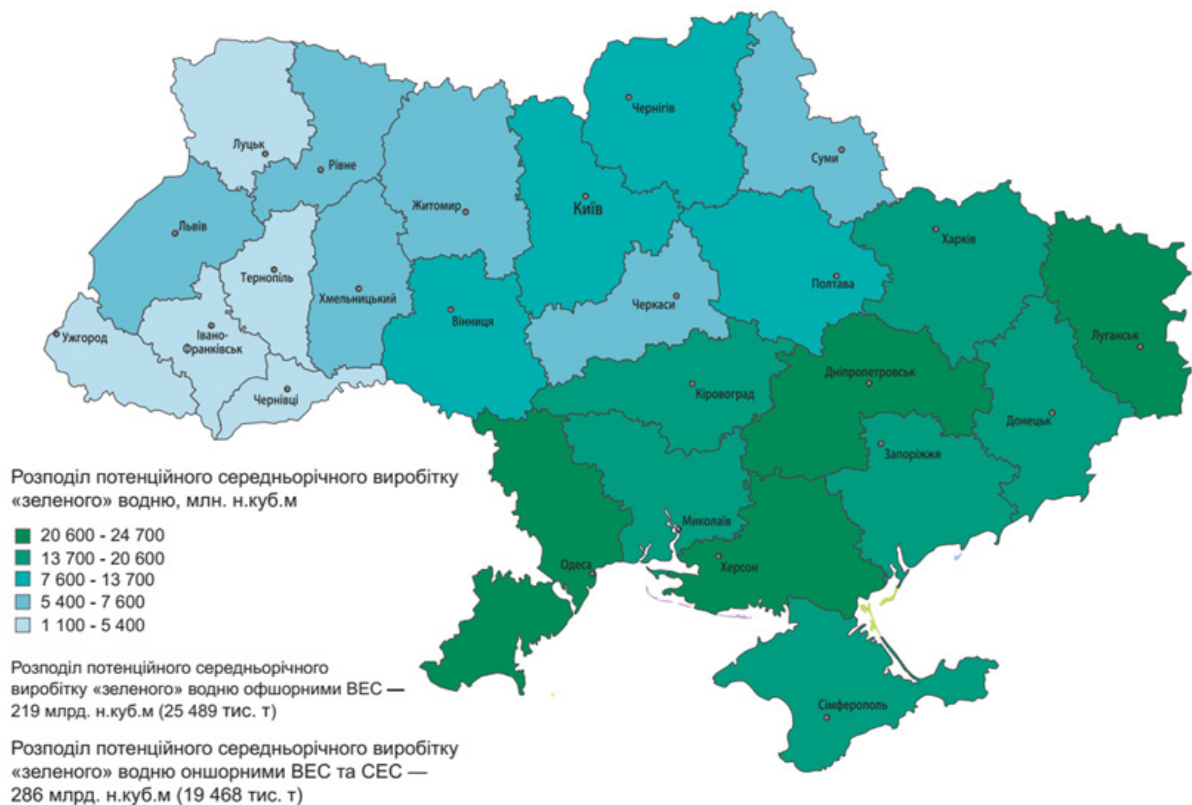 Чернігів
Луцьк
Рівне
Суми
Житомир
Київ
Львів
Харків
Тернопіль
Хмельницький
Полтава
Черкаси
Вінниця
Ужгород
Івано-
Франківськ
Луганськ
Дніпропетровськ
Чернівці
Кіровоград
Донецьк
Запоріжжя
Миколаїв
Одеса
Херсон
Сімферополь
Розподіл потенційного середньорічного виробітку
«зеленого» водню, млн. н.куб.м
20 600 - 24 700
13 700 - 20 600
7 600 - 13 700
5 400 - 7 600
1 100 - 5 400
Розподіл потенційного середньорічного
виробітку «зеленого» водню офшорними ВЕС —
219 млрд. н.куб.м (25 489 тис. т)
Розподіл потенційного середньорічного виробітку
«зеленого» водню оншорними ВЕС та СЕС —
286 млрд. н.куб.м (19 468 тис. т)